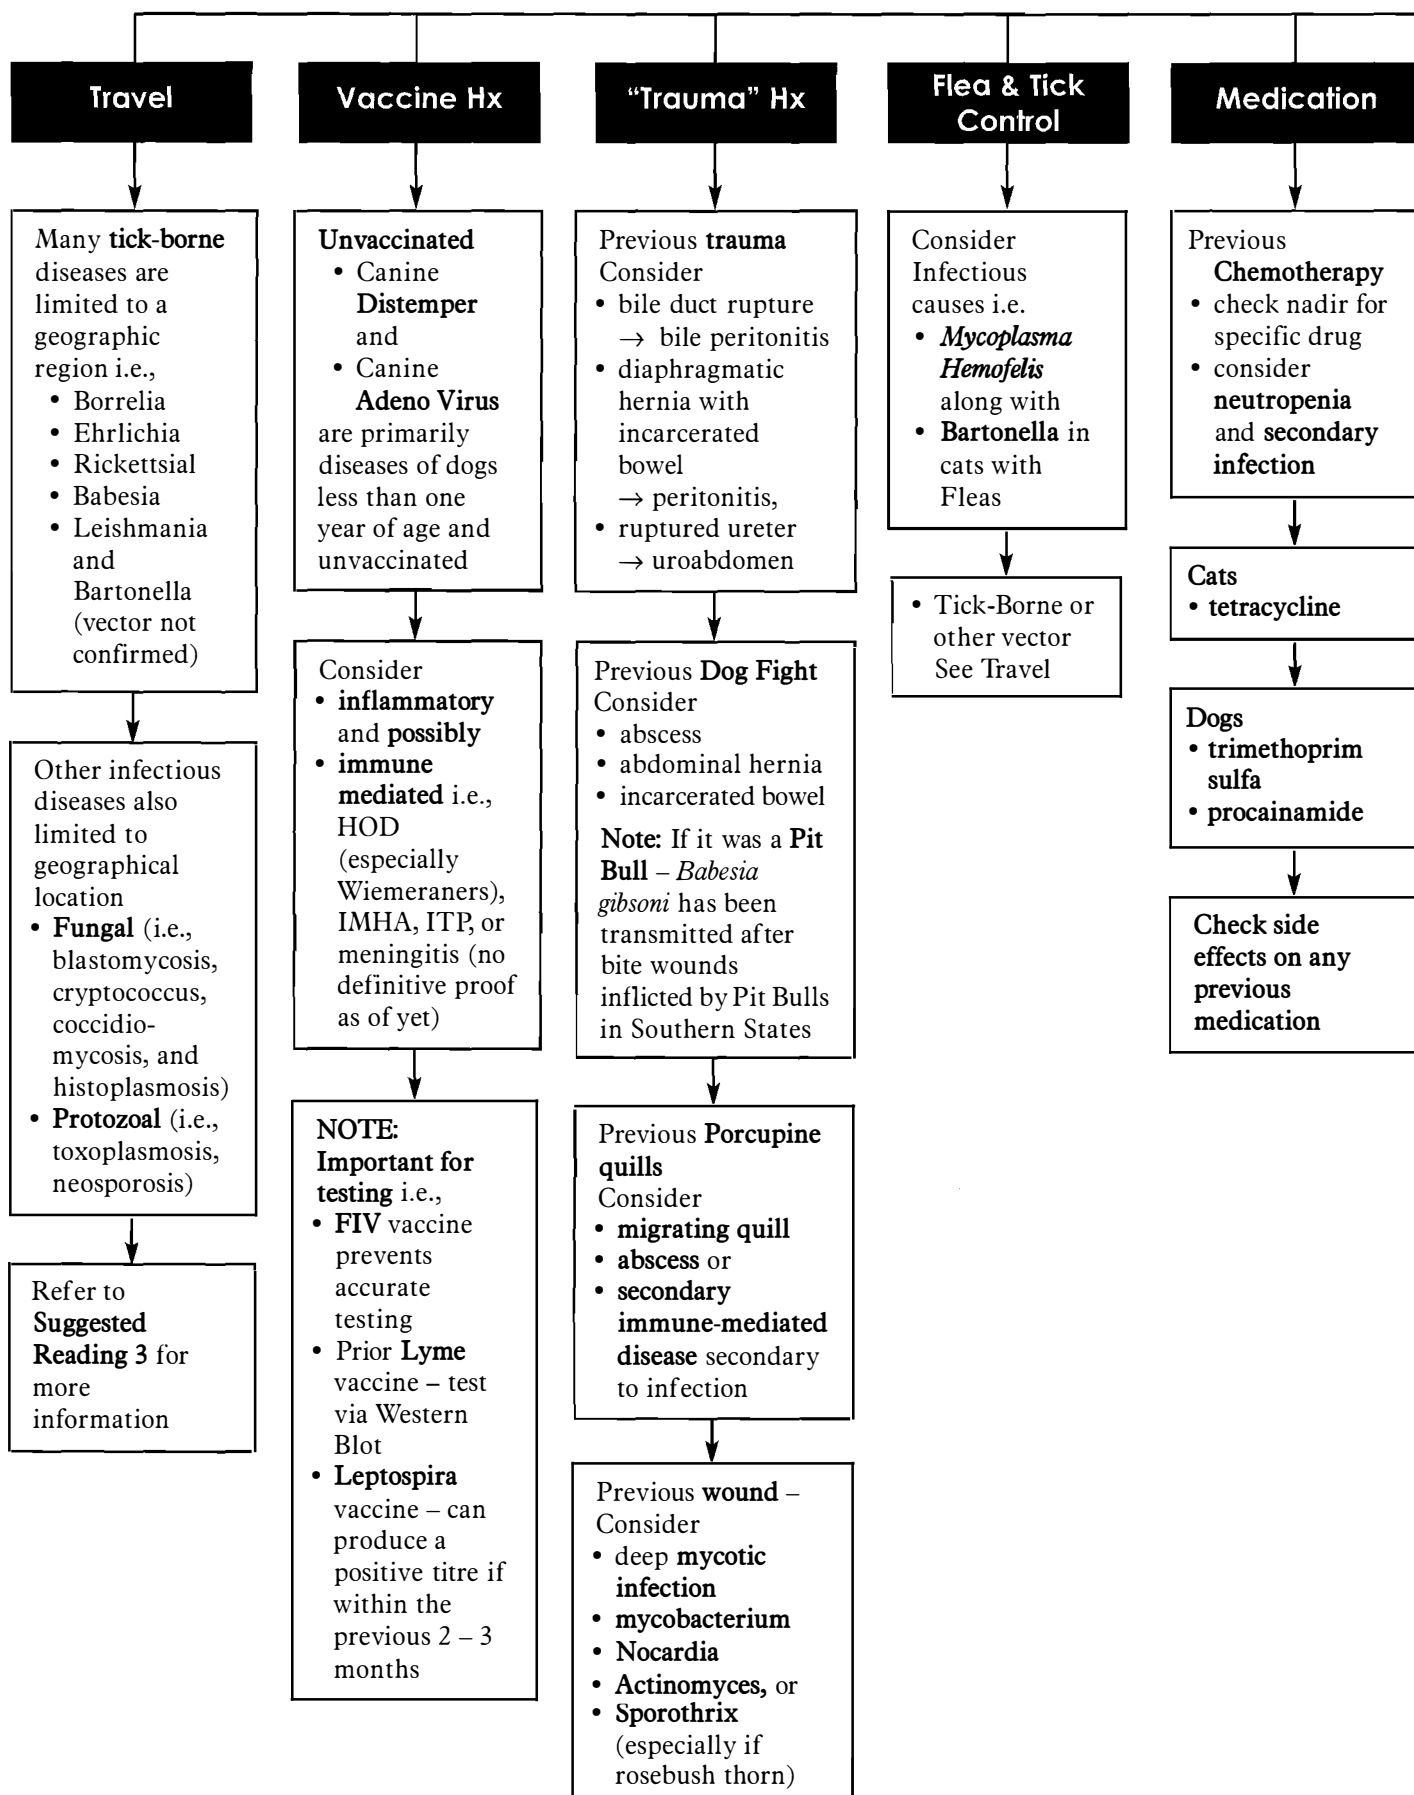 Travel
Many tick-borne
diseases are
limited to a
geographic
region i.e.,
• Borrelia
• Ehrlichia
• Rickettsial
• Babesia
• Leishmania
and
Bartonella
(vector not
confirmed)
Other infectious
diseases also
limited to
geographical
location
• Fungal (i.e.,
blastomycosis,
cryptococcus,
coccidio-
mycosis, and
histoplasmosis)
• Protozoal (i.e.,
toxoplasmosis,
neosporosis)
Refer to
Suggested
Reading 3 for
more
information
Vaccine Hx
Unvaccinated
• Canine
Distemper
and
• Canine
Adeno Virus
are primarily
diseases of dogs
less than one
year of age and
unvaccinated
Consider
• inflammatory
and possibly
• immune
mediated i.e.,
HOD
(especially
Wiemeraners),
IMHA, ITP, or
meningitis (no
definitive proof
as of yet)
NOTE:
Important for
testing i.e.,
• FIV vaccine
prevents
accurate
testing
• Prior Lyme
vaccine – test
via Western
Blot
• Leptospira
vaccine – can
produce a
positive titre if
within the
previous 2 – 3
months
“Trauma” Hx
Previous trauma
Consider
• bile duct rupture
→ bile peritonitis
• diaphragmatic
hernia with
incarcerated
bowel
→ peritonitis,
• ruptured ureter
→ uroabdomen
Previous Dog Fight
Consider
• abscess
• abdominal hernia
• incarcerated bowel
Note: If it was a Pit
Bull – Babesia
gibsoni has been
transmitted after
bite wounds
inflicted by Pit Bulls
in Southern States
Previous Porcupine
quills
Consider
• migrating quill
• abscess or
• secondary
immune-mediated
disease secondary
to infection
Previous wound –
Consider
• deep mycotic
infection
• mycobacterium
• Nocardia
• Actinomyces, or
• Sporothrix
(especially if
rosebush thorn)
Flea & Tick
Control
Consider
Infectious
causes i.e.
• Mycoplasma
Hemofelis
along with
• Bartonella in
cats with
Fleas
• Tick-Borne or
other vector
See Travel
Medication
Previous
Chemotherapy
• check nadir for
specific drug
• consider
neutropenia
and secondary
infection
Cats
• tetracycline
Dogs
• trimethoprim
sulfa
• procainamide
Check side
effects on any
previous
medication